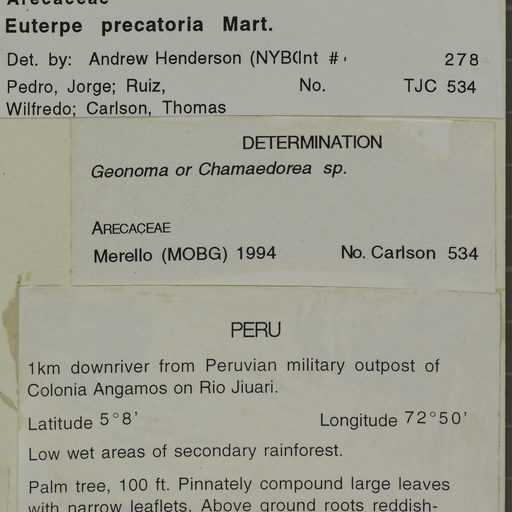 Arecaceae
Euterpe precatoria Mart.
Det. by: Andrew Henderson (NYBG Int # 278
Pedro, Jorge; Ruiz, No. TJC 534
Wilfredo; Carlson, Thomas
DETERMINATION
Geonoma or Chamaedorea sp.
ARECACEAE
Merello (MOBG) 1994 No. Carlson 534
PERU
1km downriver from Peruvian military outpost of
Colonia Angamos on Rio Jiuari.
Latitude 5°8' Longitude 72°50'
Low wet areas of secondary rainforest.
Palm tree, 100 ft. Pinnately compound large leaves
with narrow leaflets. Above ground roots reddish-